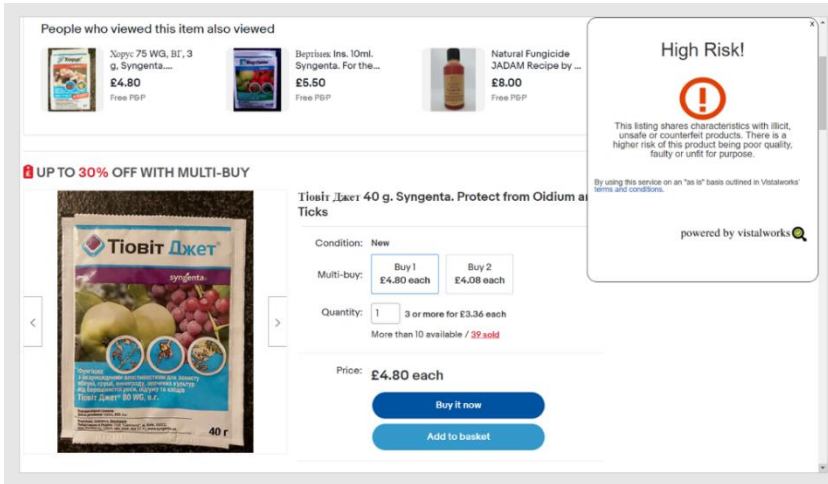 People who viewed this item also viewed
Хорус 75 WG, ВГ, 3
g, Syngenta....
£4.80
Free P&P
Вертімек Ins. 10ml.
Syngenta. For the...
£5.50
Free P&P
Natural Fungicide
JADAM Recipe by ...
£8.00
Free P&P
UP TO 30% OFF WITH MULTI-BUY
Тіовіт Джет
syngenta
Тіовіт Джет® 80 WG, в.г.
40 г
Тіовіт Джет 40 g. Syngenta. Protect from Oidium a
Ticks
Condition: New
Multi-buy:
Buy 1
£4.80 each
Buy 2
£4.08 each
Quantity: 1 3 or more for £3.36 each
More than 10 available / 39 sold
Price: £4.80 each
Buy it now
Add to basket
x
High Risk!
This listing shares characteristics with illicit,
unsafe or counterfeit products. There is a
higher risk of this product being poor quality,
faulty or unfit for purpose.
By using this service on an "as is" basis outlined in Vistalworks'
terms and conditions.
powered by vistalworks